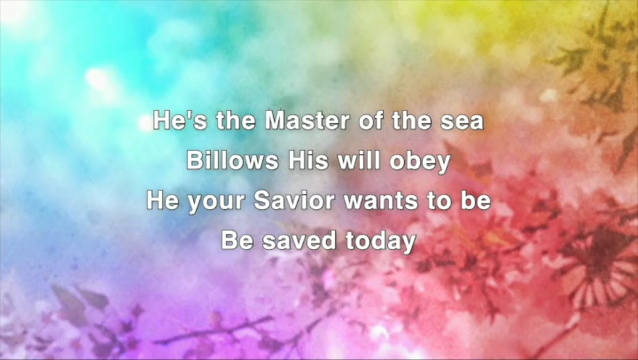 He's the Master of the sea
Billows His will obey
He your Savior wants to be
Be saved today